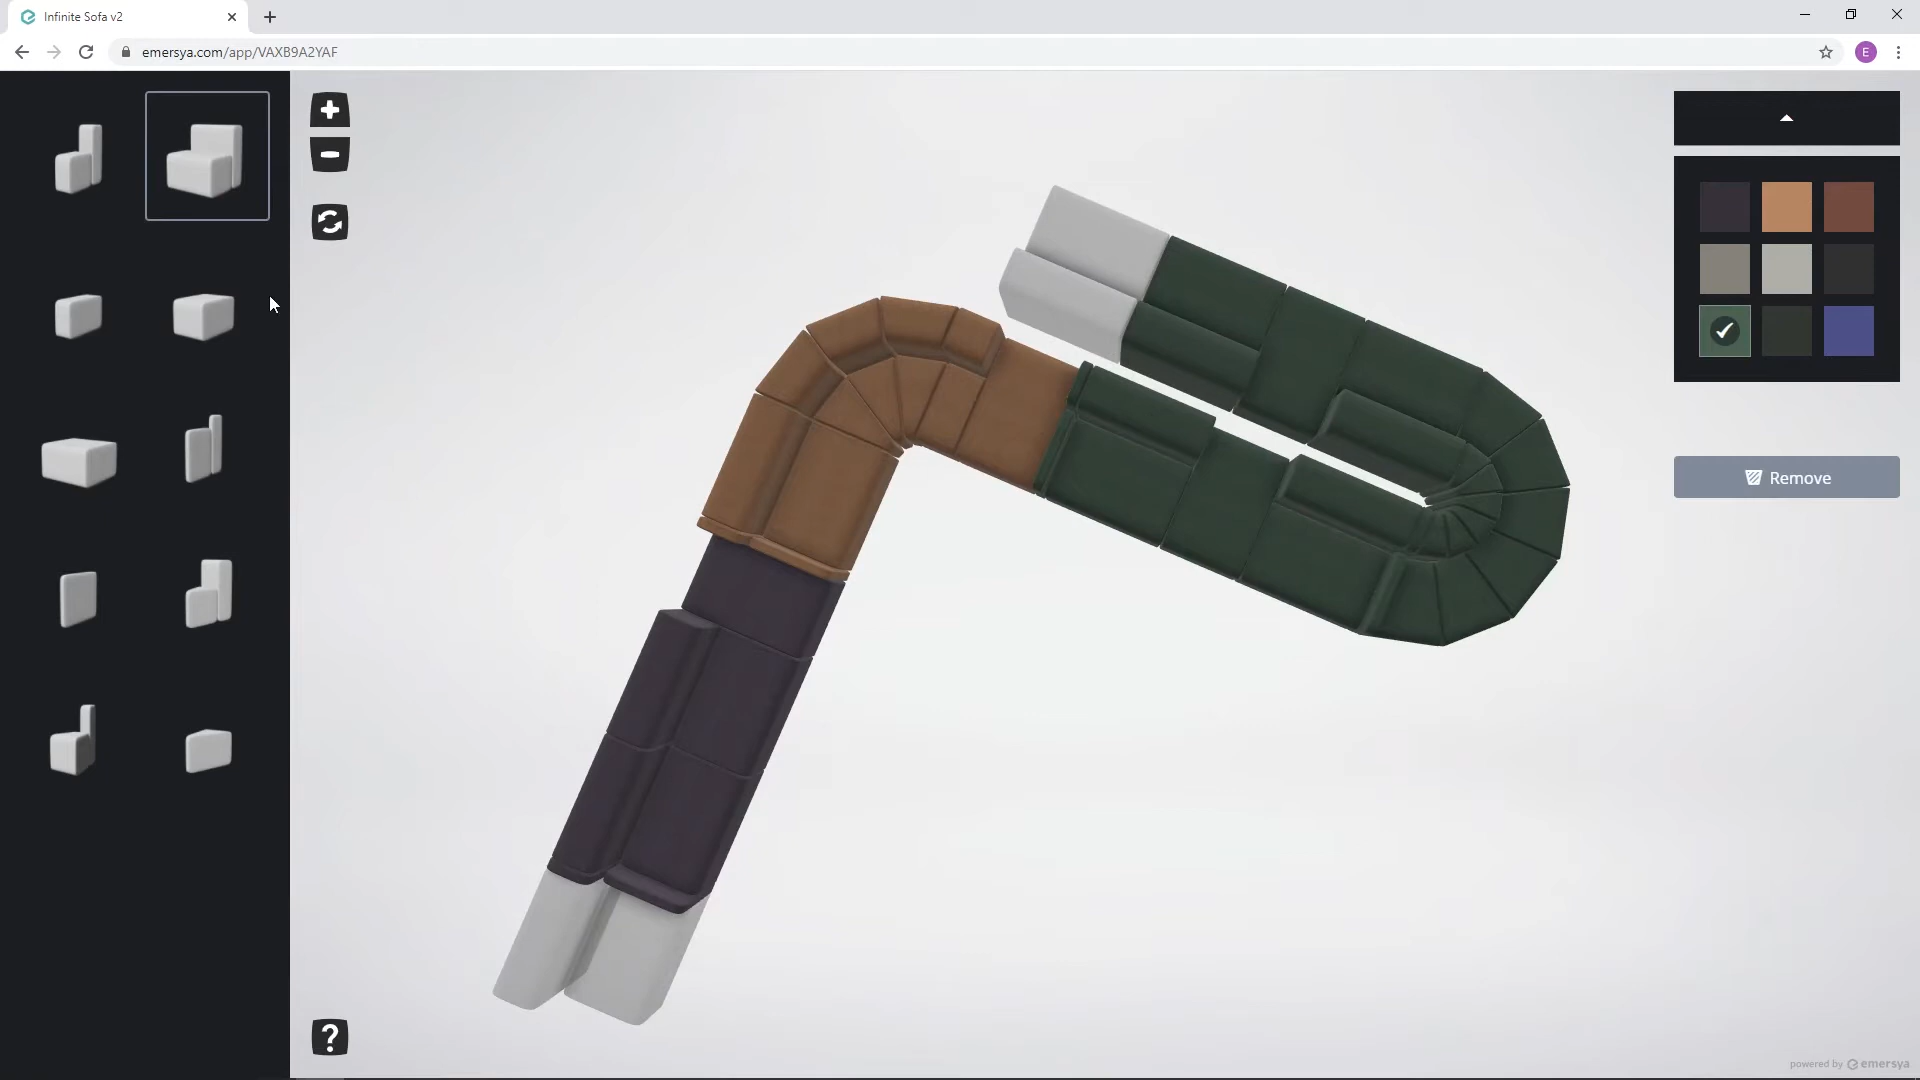 Infinite Sofa v2
emersya.com/app/VAXB9A2YAF
E
Remove
?
powered by emersya